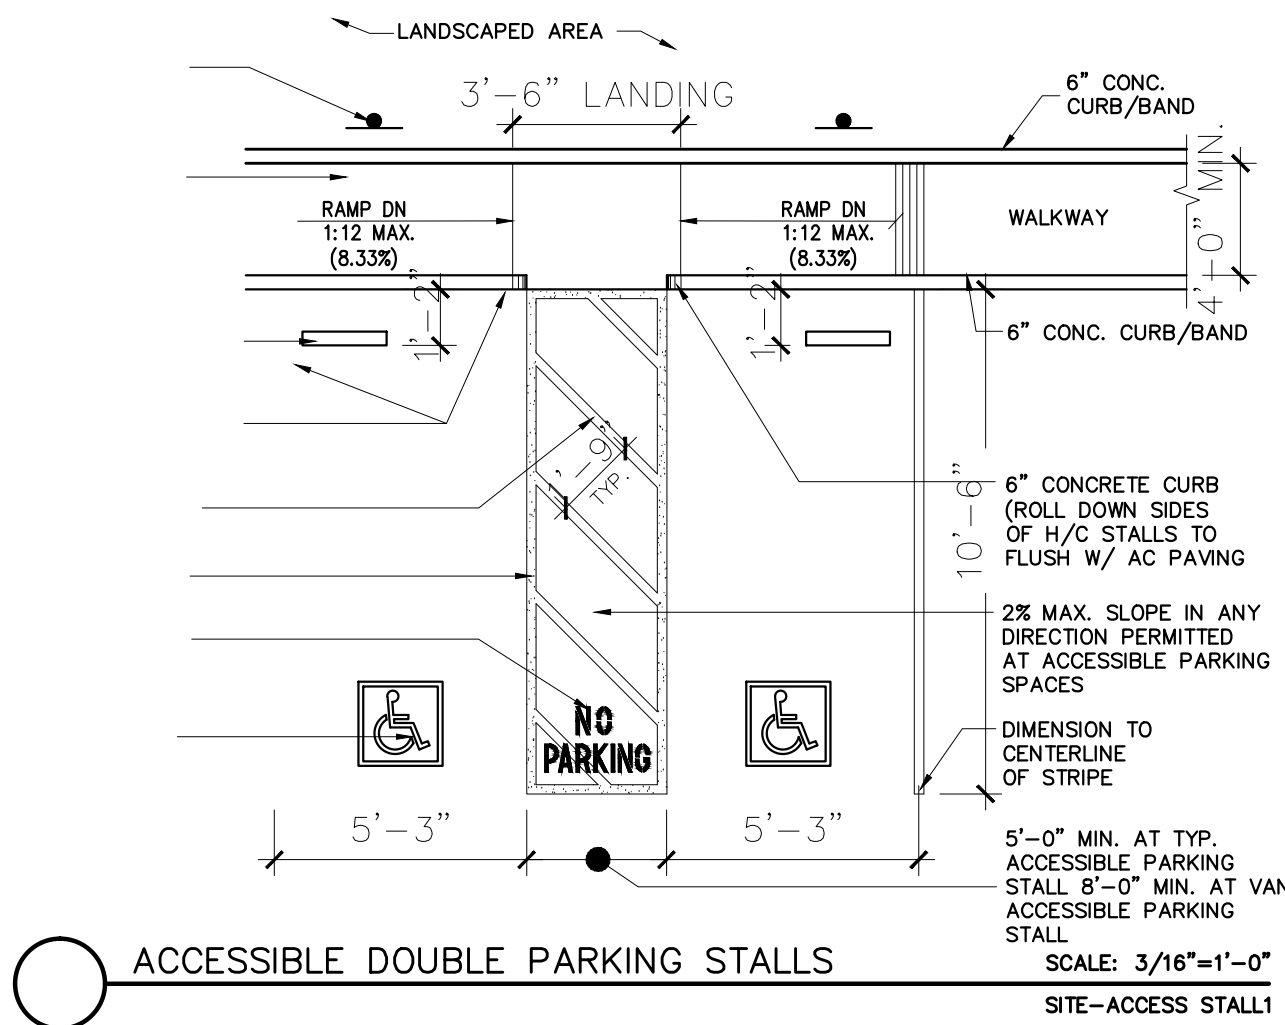 LANDSCAPED AREA
3'-6" LANDING
6" CONC.
CURB/BAND
4'-0" MIN.
RAMP DN
1:12 MAX.
(8.33%)
RAMP DN
1:12 MAX.
(8.33%)
WALKWAY
1'-2"
1'-2"
6" CONC. CURB/BAND
1'-9"
TYP.
10'-6"
6" CONCRETE CURB
(ROLL DOWN SIDES
OF H/C STALLS TO
FLUSH W/ AC PAVING
2% MAX. SLOPE IN ANY
DIRECTION PERMITTED
AT ACCESSIBLE PARKING
SPACES
NO
PARKING
DIMENSION TO
CENTERLINE
OF STRIPE
5'-3"
5'-3"
5'-0" MIN. AT TYP.
ACCESSIBLE PARKING
STALL 8'-0" MIN. AT VAN
ACCESSIBLE PARKING
STALL
ACCESSIBLE DOUBLE PARKING STALLS
SCALE: 3/16"=1'-0"
SITE-ACCESS STALL1